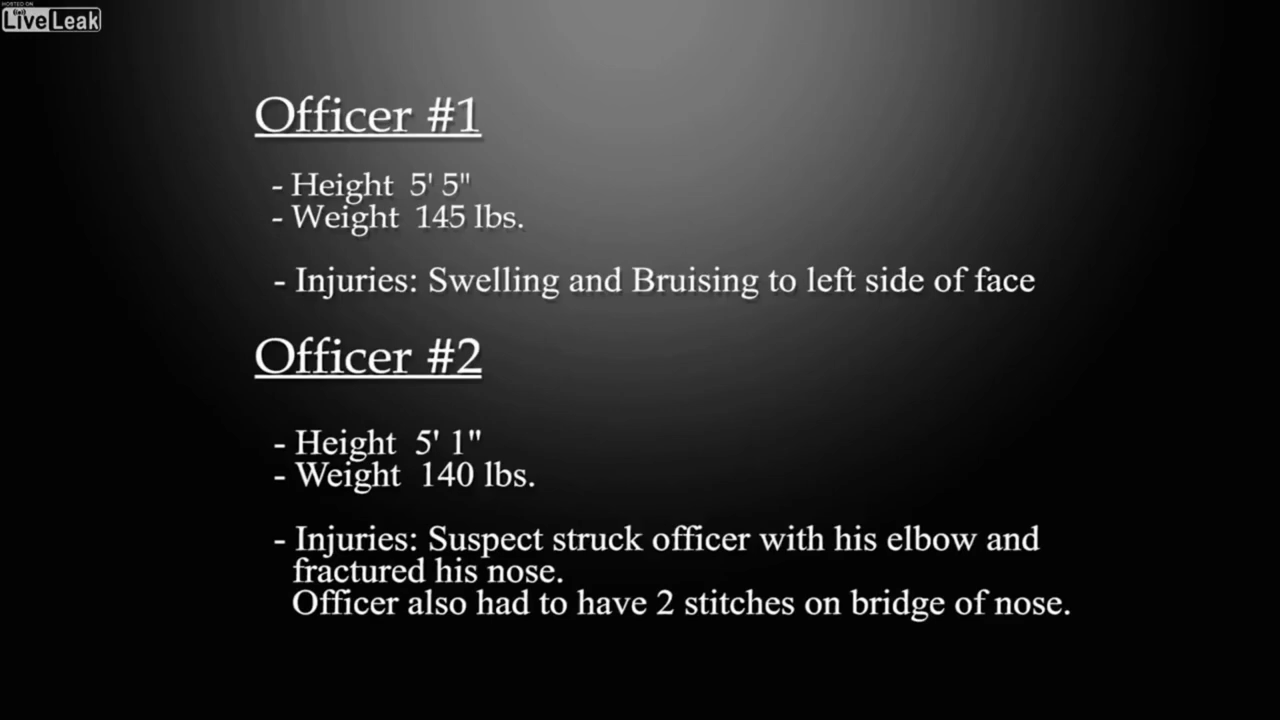 HOSTED ON
LiveLeak
Officer #1
- Height 5' 5"
- Weight 145 lbs.
- Injuries: Swelling and Bruising to left side of face
Officer #2
- Height 5' 1"
- Weight 140 lbs.
- Injuries: Suspect struck officer with his elbow and
fractured his nose.
Officer also had to have 2 stitches on bridge of nose.